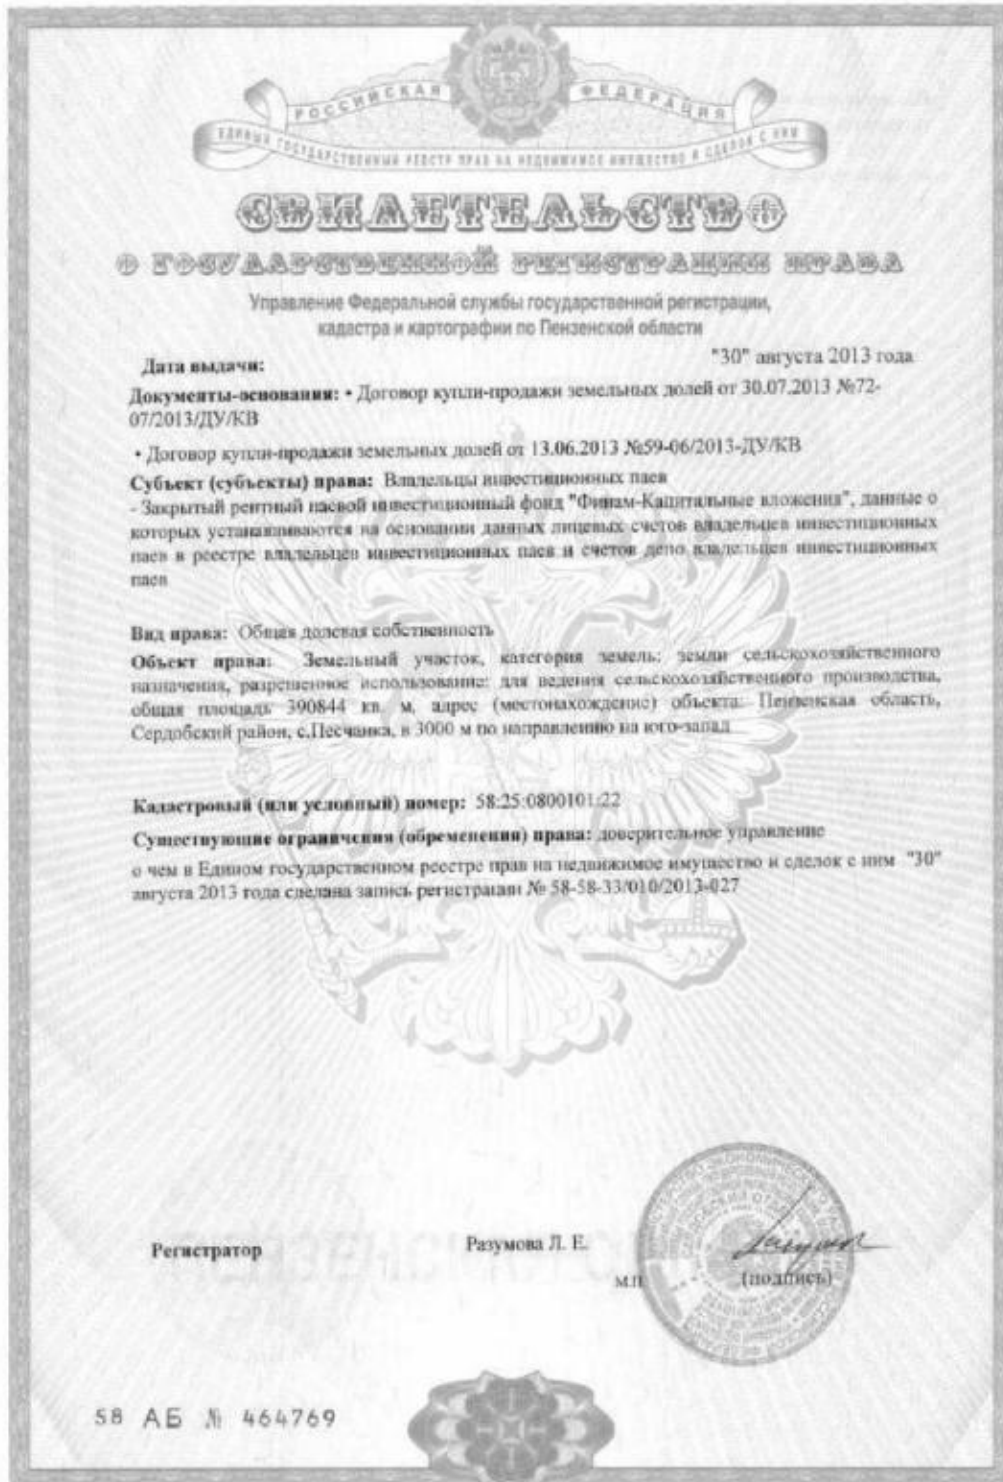 РОССИЙСКАЯ ФЕДЕРАЦИЯ
ЕДИНЫЙ ГОСУДАРСТВЕННЫЙ РЕЕСТР ПРАВ НА НЕДВИЖИМОЕ ИМУЩЕСТВО И СДЕЛОК С НИМ
СВИДЕТЕЛЬСТВО
О ГОСУДАРСТВЕННОЙ РЕГИСТРАЦИИ ПРАВА
Управление Федеральной службы государственной регистрации,
кадастра и картографии по Пензенской области
Дата выдачи: "30" августа 2013 года
Документы-основания: • Договор купли-продажи земельных долей от 30.07.2013 №72-
07/2013/ДУ/КВ
• Договор купли-продажи земельных долей от 13.06.2013 №59-06/2013-ДУ/КВ
Субъект (субъекты) права: Владельцы инвестиционных паев
- Закрытый рентный паевой инвестиционный фонд "Финам-Капитальные вложения", данные о
которых устанавливаются на основании данных лицевых счетов владельцев инвестиционных
паев в реестре владельцев инвестиционных паев и счетов депо владельцев инвестиционных
паев
Вид права: Общая долевая собственность
Объект права: Земельный участок, категория земель: земли сельскохозяйственного
назначения, разрешенное использование: для ведения сельскохозяйственного производства,
общая площадь 390844 кв. м, адрес (местонахождение) объекта: Пензенская область,
Сердобский район, с.Песчанка, в 3000 м по направлению на юго-запад
Кадастровый (или условный) номер: 58:25:0800101:22
Существующие ограничения (обременения) права: доверительное управление
о чем в Едином государственном реестре прав на недвижимое имущество и сделок с ним "30"
августа 2013 года сделана запись регистрации № 58-58-33/010/2013-027
Регистратор Разумова Л. Е.
М.П. (подпись)
58 АБ № 464769